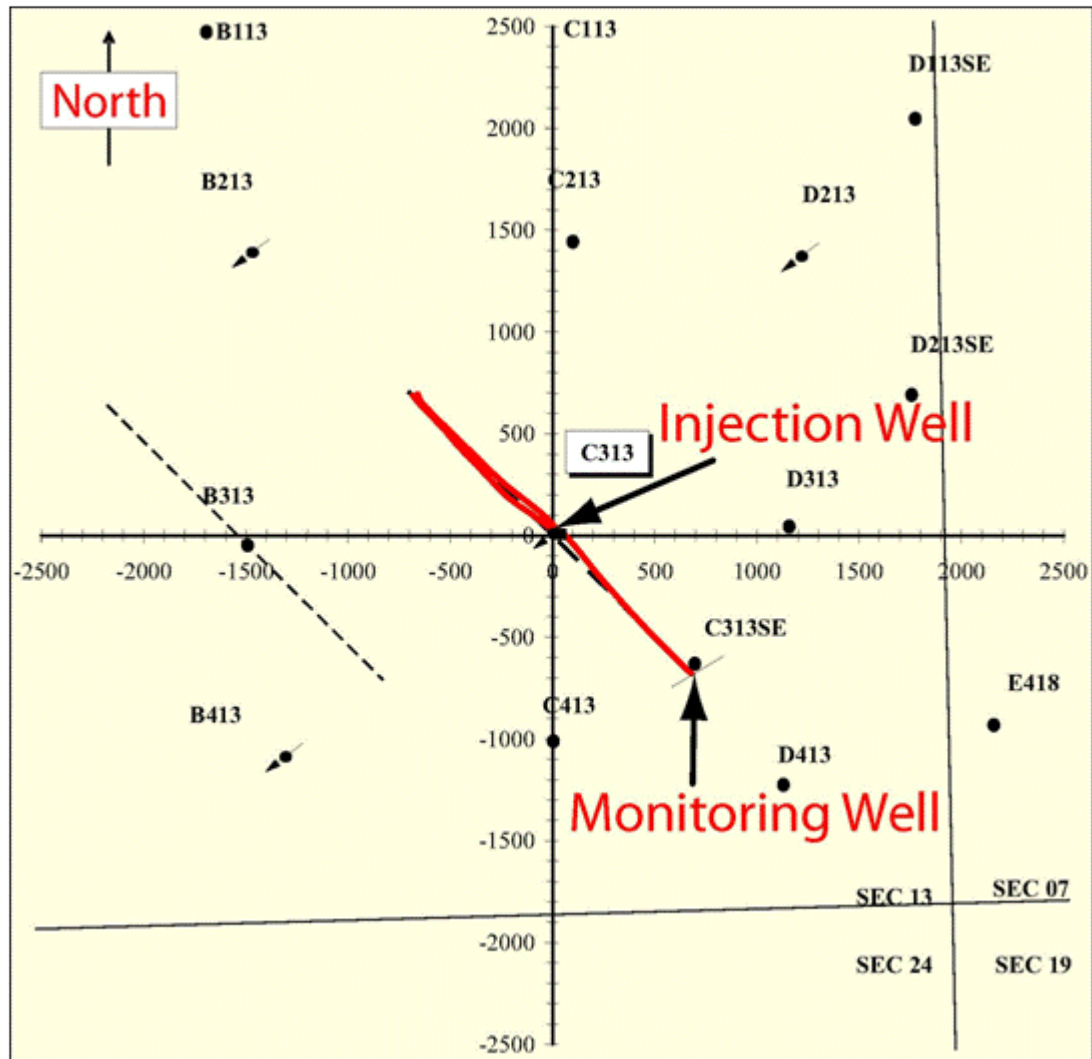 2500
B113
C113
North
D113SE
2000
B213
C213
D213
1500
1000
D213SE
500
Injection Well
C313
B313
D313
0
-2500
-2000
-1500
-1000
-500
0
500
1000
1500
2000
2500
-500
C313SE
E418
B413
C413
-1000
D413
Monitoring Well
-1500
SEC 13
SEC 07
-2000
SEC 24
SEC 19
-2500